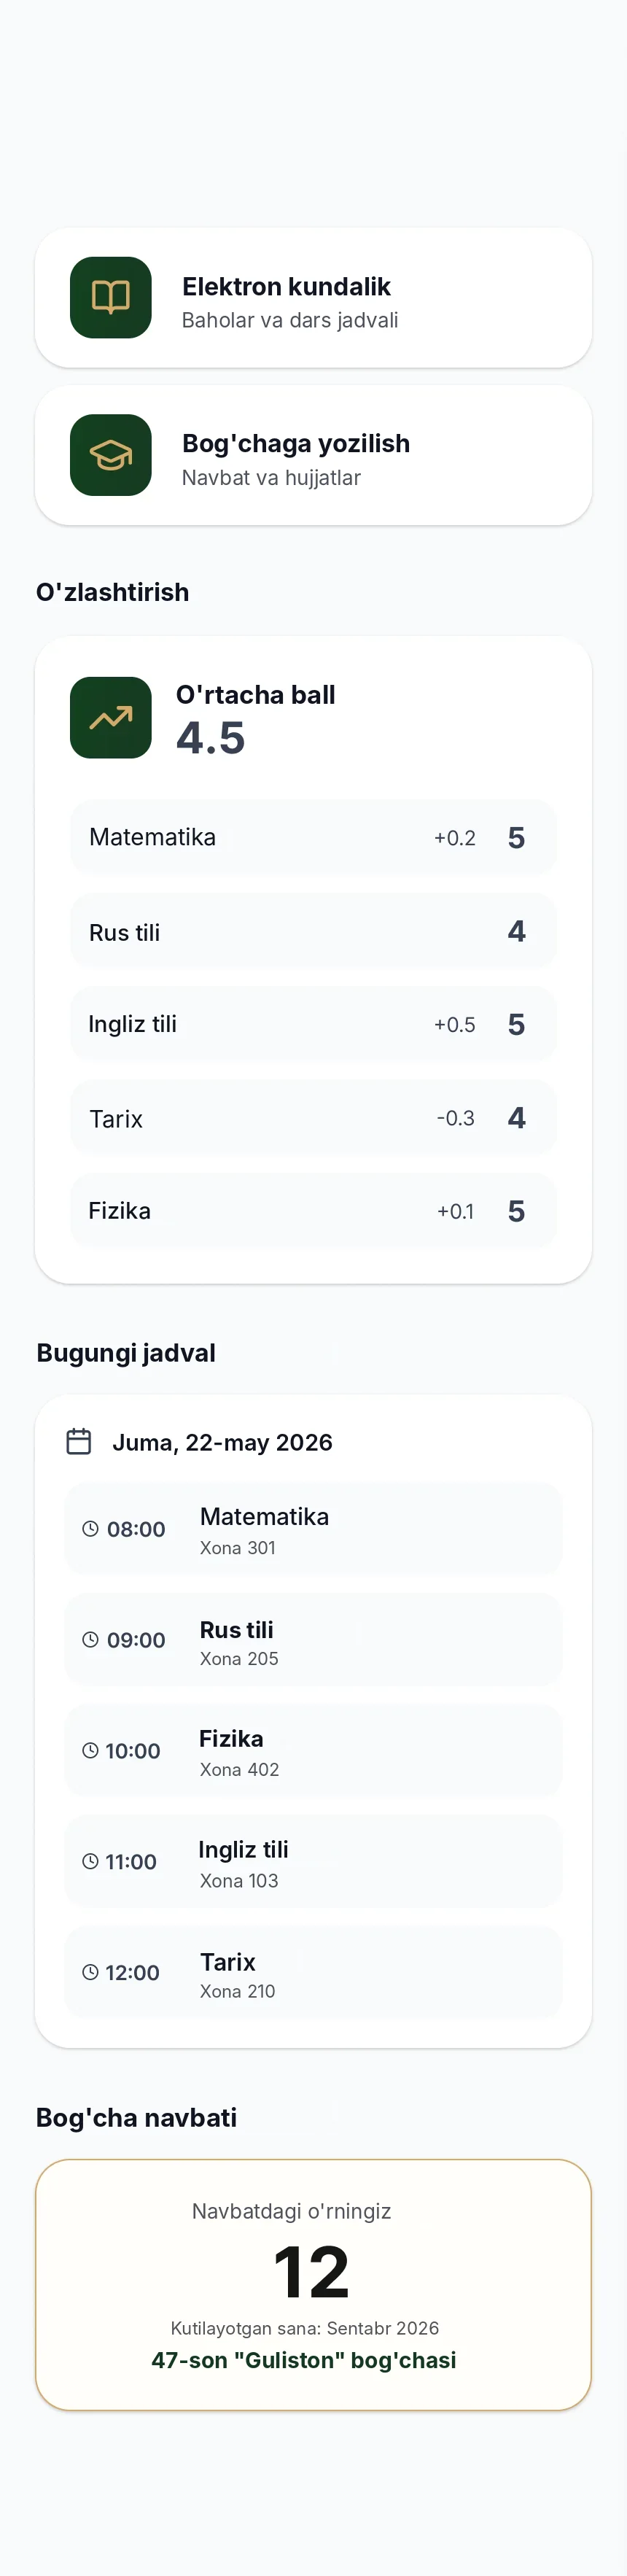 Elektron kundalik
Baholar va dars jadvali
Bog'chaga yozilish
Navbat va hujjatlar
O'zlashtirish
O'rtacha ball
4.5
Matematika +0.2 5
Rus tili 4
Ingliz tili +0.5 5
Tarix -0.3 4
Fizika +0.1 5
Bugungi jadval
Juma, 22-may 2026
08:00 Matematika
Xona 301
09:00 Rus tili
Xona 205
10:00 Fizika
Xona 402
11:00 Ingliz tili
Xona 103
12:00 Tarix
Xona 210
Bog'cha navbati
Navbatdagi o'rningiz
12
Kutilayotgan sana: Sentabr 2026
47-son "Guliston" bog'chasi